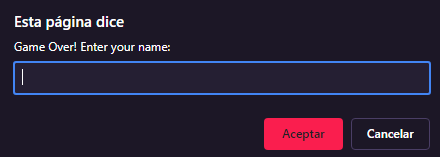 Esta página dice
Game Over! Enter your name:
Aceptar
Cancelar